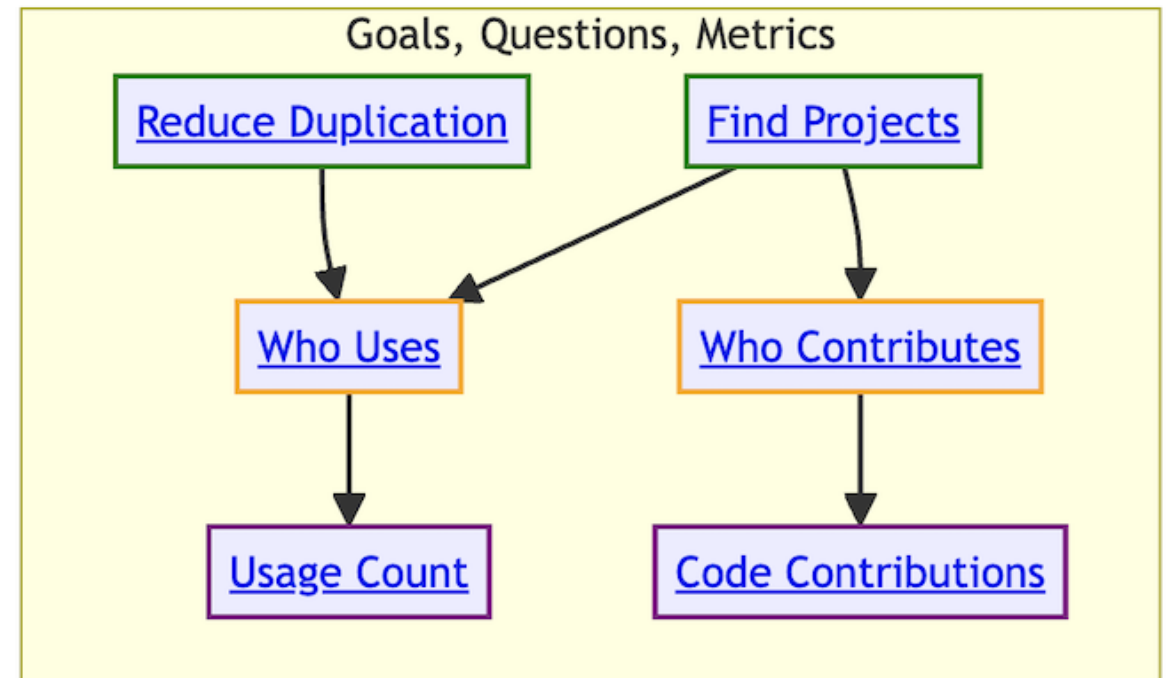 Goals, Questions, Metrics
Reduce Duplication
Find Projects
Who Uses
Who Contributes
Usage Count
Code Contributions